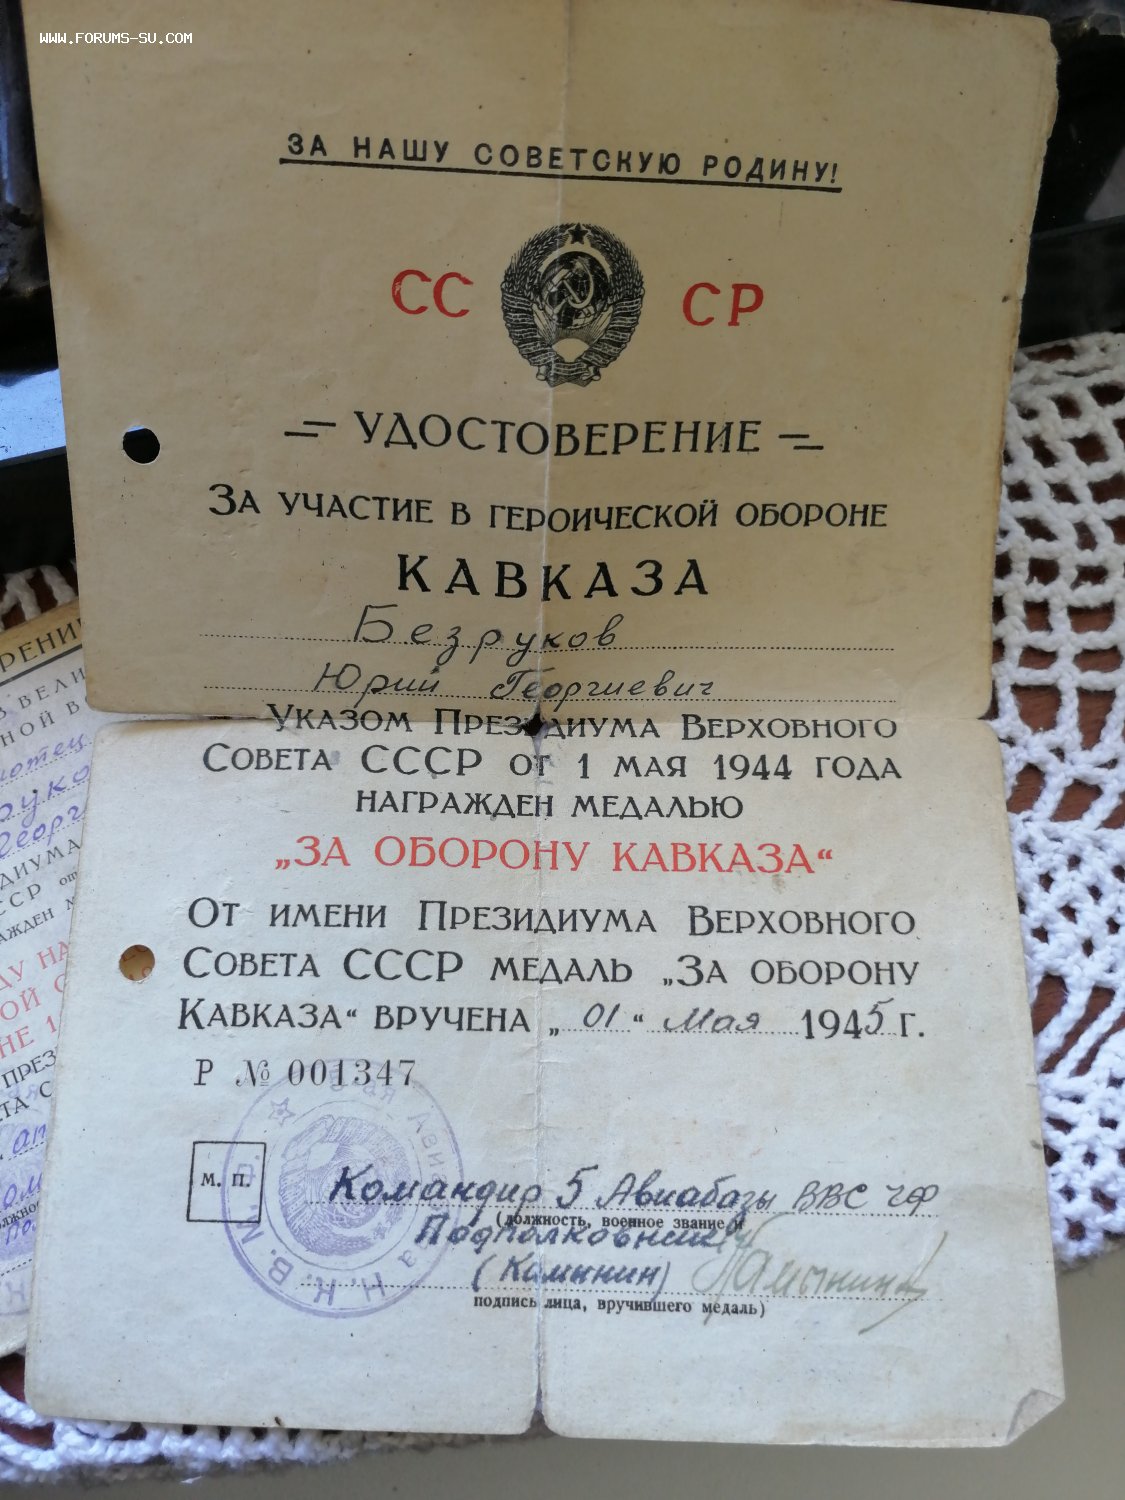 WWW.FORUMS-SU.COM
ЗА НАШУ СОВЕТСКУЮ РОДИНУ!
СС СР
УДОСТОВЕРЕНИЕ
ЗА УЧАСТИЕ В ГЕРОИЧЕСКОЙ ОБОРОНЕ
КАВКАЗА
Безруков
Юрий Георгиевич
УКАЗОМ ПРЕЗИДИУМА ВЕРХОВНОГО
СОВЕТА СССР ОТ 1 МАЯ 1944 ГОДА
НАГРАЖДЕН МЕДАЛЬЮ
„ЗА ОБОРОНУ КАВКАЗА“
ОТ ИМЕНИ ПРЕЗИДИУМА ВЕРХОВНОГО
СОВЕТА СССР МЕДАЛЬ „ЗА ОБОРОНУ
КАВКАЗА“ ВРУЧЕНА „01“ Мая 1945 Г.
Р № 001347
М. П.
Командир 5 Авиабазы ВВС ЧФ
(должность, военное звание и
Подполковник
(Камынин) Камынин
подпись лица, вручившего медаль)